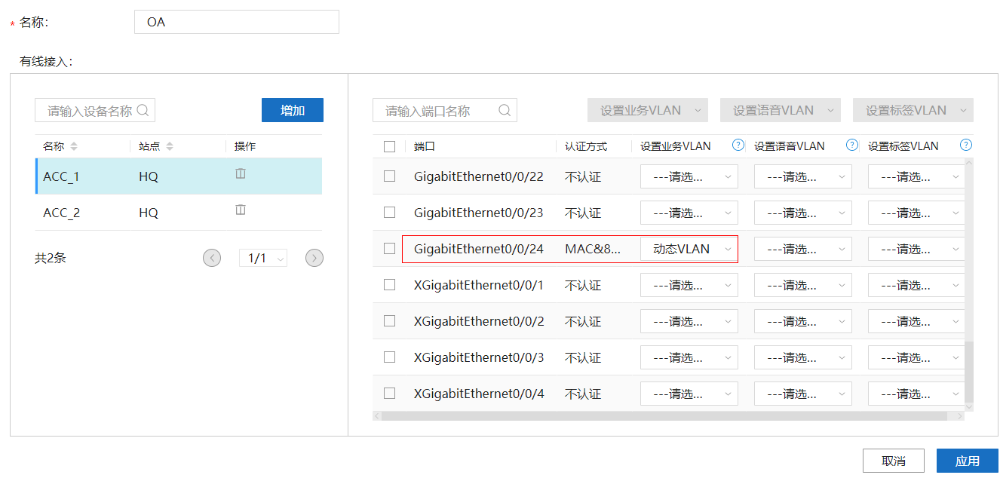 * 名称: OA
有线接入:
请输入设备名称 增加
名称 站点 操作
ACC_1 HQ
ACC_2 HQ
共2条 1/1
请输入端口名称 设置业务VLAN 设置语音VLAN 设置标签VLAN
端口 认证方式 设置业务VLAN ? 设置语音VLAN ? 设置标签VLAN ?
GigabitEthernet0/0/22 不认证 ---请选... ---请选... ---请选...
GigabitEthernet0/0/23 不认证 ---请选... ---请选... ---请选...
GigabitEthernet0/0/24 MAC&8... 动态VLAN ---请选... ---请选...
XGigabitEthernet0/0/1 不认证 ---请选... ---请选... ---请选...
XGigabitEthernet0/0/2 不认证 ---请选... ---请选... ---请选...
XGigabitEthernet0/0/3 不认证 ---请选... ---请选... ---请选...
XGigabitEthernet0/0/4 不认证 ---请选... ---请选... ---请选...
取消 应用